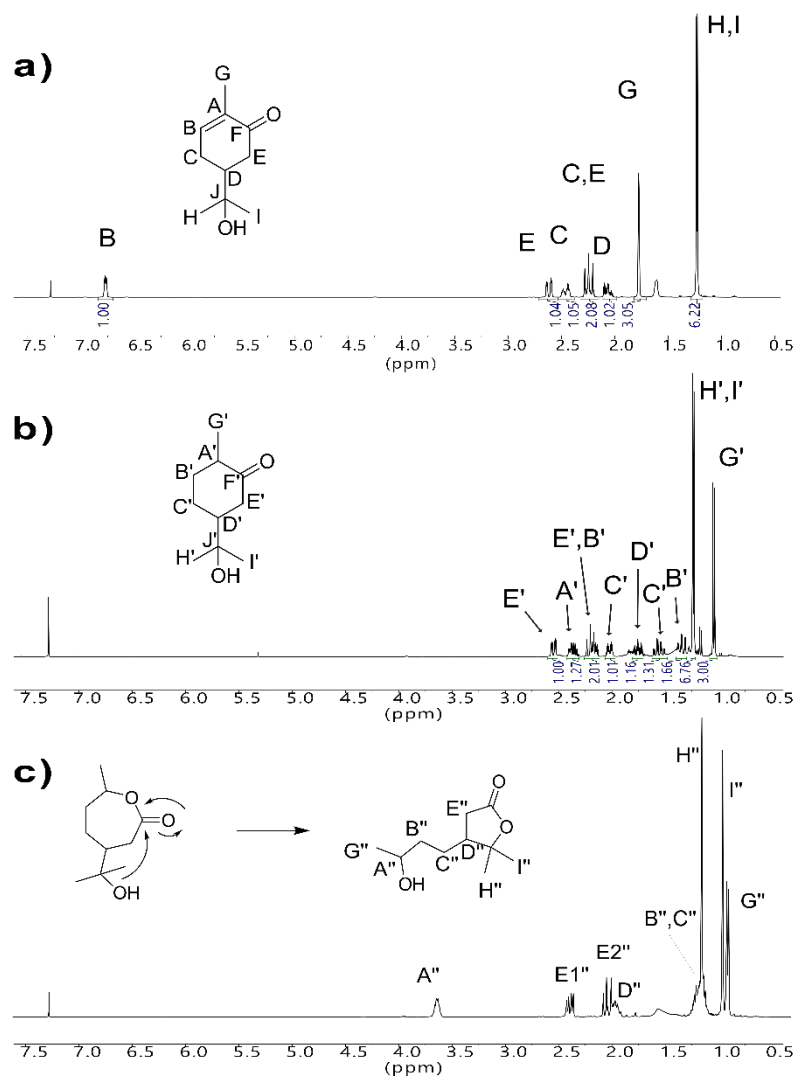 a)
H,I
G
G
A
O
B
F
C
E
D
J
H
I
OH
B
E
C
C,E
D
1.00
1.04
1.05
2.08
1.02
3.05
6.22
7.5 7.0 6.5 6.0 5.5 5.0 4.5 4.0 3.5 3.0 2.5 2.0 1.5 1.0 0.5
(ppm)
b)
H',I'
G'
G'
A'
O
B'
F'
C'
E'
D'
J'
H'
I'
OH
E'
A'
E',B'
C'
D'
C'
B'
1.00
1.27
2.01
1.01
1.16
1.31
1.66
6.76
3.00
7.5 7.0 6.5 6.0 5.5 5.0 4.5 4.0 3.5 3.0 2.5 2.0 1.5 1.0 0.5
(ppm)
c)
O
O
OH
O
E"
O
B"
D"
G"
C"
A"
I"
OH
H"
H"
I"
G"
B",C"
A"
E1"
E2"
D"
7.5 7.0 6.5 6.0 5.5 5.0 4.5 4.0 3.5 3.0 2.5 2.0 1.5 1.0 0.5
(ppm)